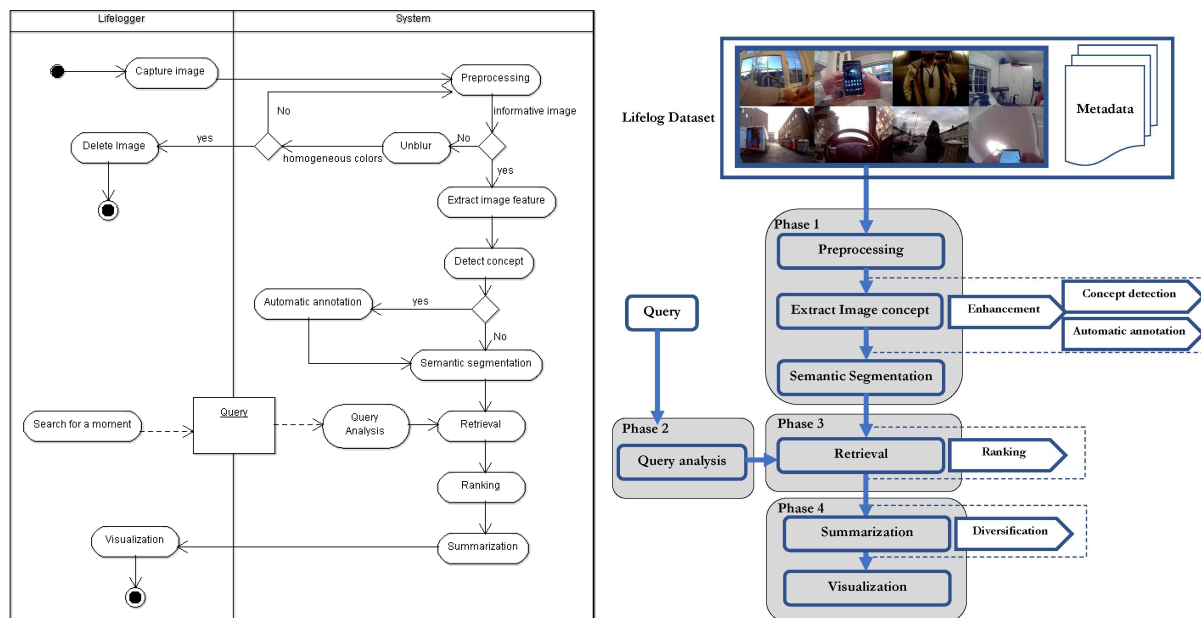 Lifelogger
System
Capture image
Preprocessing
No
informative image
Delete Image
yes
homogeneous colors
Unblur
No
yes
Extract image feature
Detect concept
Automatic annotation
yes
No
Semantic segmentation
Search for a moment
Query
Query
Analysis
Retrieval
Ranking
Visualization
Summarization
Lifelog Dataset
Metadata
Phase 1
Preprocessing
Extract Image concept
Enhancement
Concept detection
Automatic annotation
Semantic Segmentation
Query
Phase 2
Query analysis
Phase 3
Retrieval
Ranking
Phase 4
Summarization
Diversification
Visualization